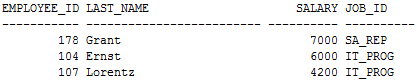 EMPLOYEE_ID LAST_NAME                     SALARY JOB_ID
----------- ------------------------- ---------- ----------
        178 Grant                           7000 SA_REP
        104 Ernst                           6000 IT_PROG
        107 Lorentz                         4200 IT_PROG